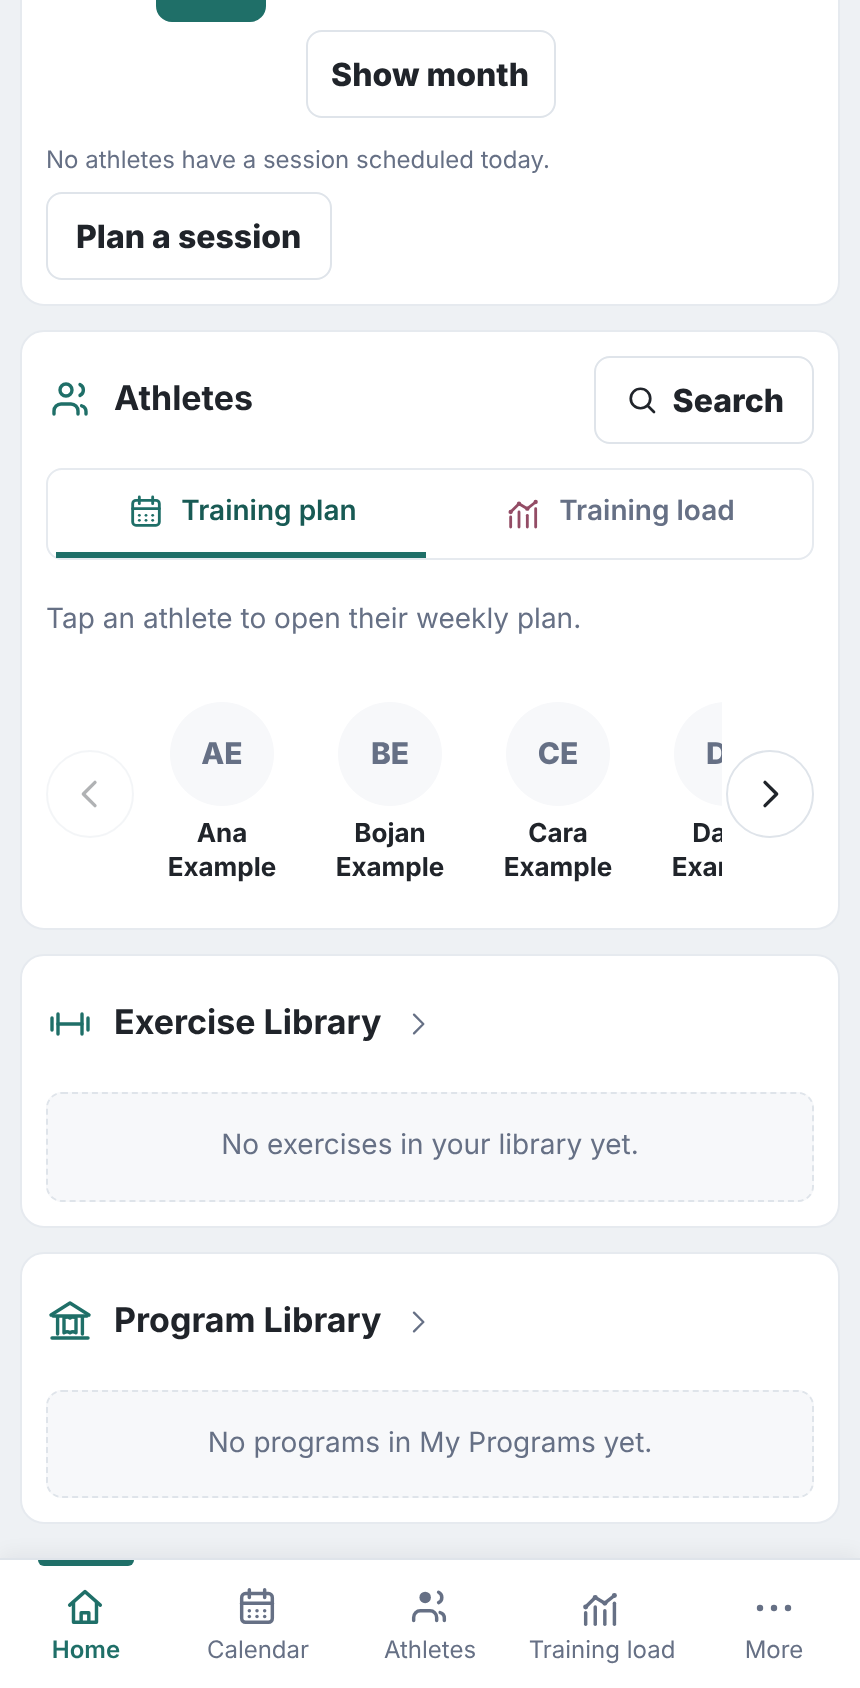 Show month
No athletes have a session scheduled today.
Plan a session
Athletes
Search
Training plan
Training load
Tap an athlete to open their weekly plan.
AE
BE
CE
D
Ana
Bojan
Cara
Da
Example
Example
Example
Exar
Exercise Library
No exercises in your library yet.
Program Library
No programs in My Programs yet.
Home
Calendar
Athletes
Training load
More